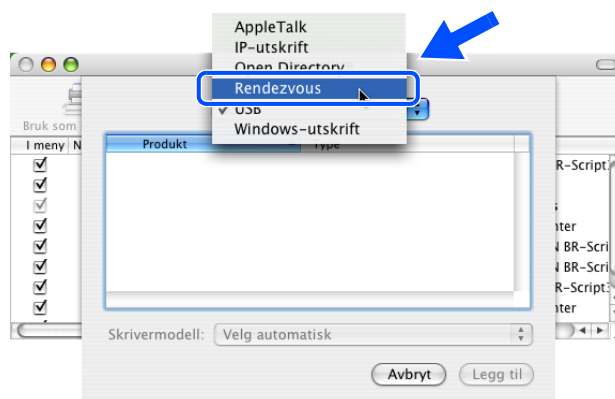 AppleTalk
IP-utskrift
Open Directory
Rendezvous
✓ USB
Windows-utskrift
Bruk som
I meny N
Produkt Type
R-Script
nter
N BR-Scri
l BR-Scri
R-Script
nter
Skrivermodell: Velg automatisk
Avbryt Legg til